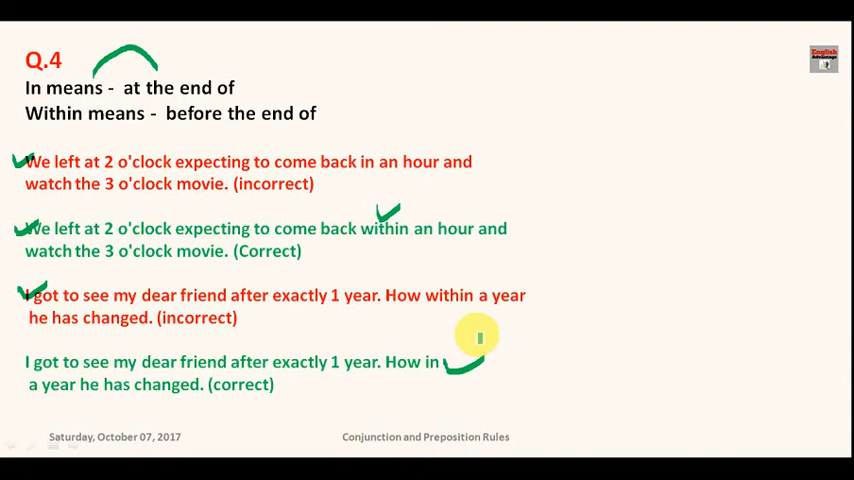 Q.4
English
Advantage
In means - at the end of
Within means - before the end of
We left at 2 o'clock expecting to come back in an hour and
watch the 3 o'clock movie. (incorrect)
We left at 2 o'clock expecting to come back within an hour and
watch the 3 o'clock movie. (Correct)
I got to see my dear friend after exactly 1 year. How within a year
he has changed. (incorrect)
I got to see my dear friend after exactly 1 year. How in
a year he has changed. (correct)
Saturday, October 07, 2017
Conjunction and Preposition Rules